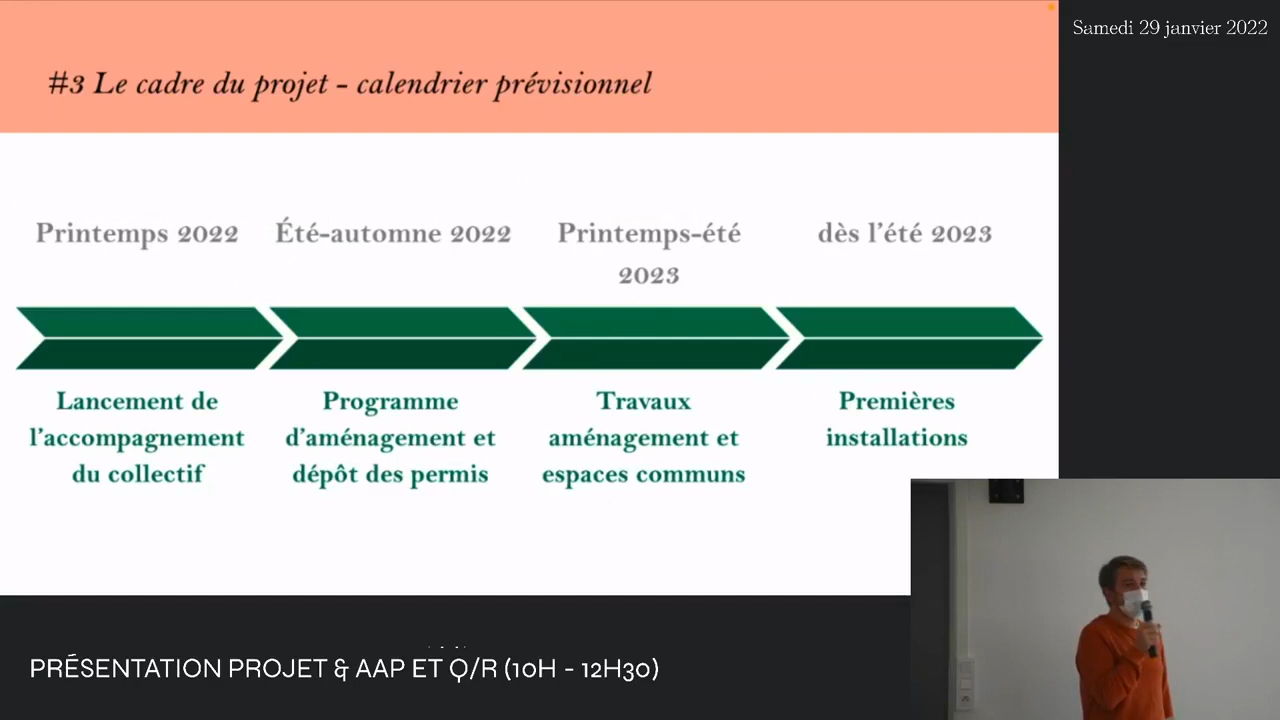 Samedi 29 janvier 2022
#3 Le cadre du projet - calendrier prévisionnel
Printemps 2022
Été-automne 2022
Printemps-été
2023
dès l'été 2023
Lancement de
l'accompagnement
du collectif
Programme
d'aménagement et
dépôt des permis
Travaux
aménagement et
espaces communs
Premières
installations
PRÉSENTATION PROJET & AAP ET Q/R (10H - 12H30)